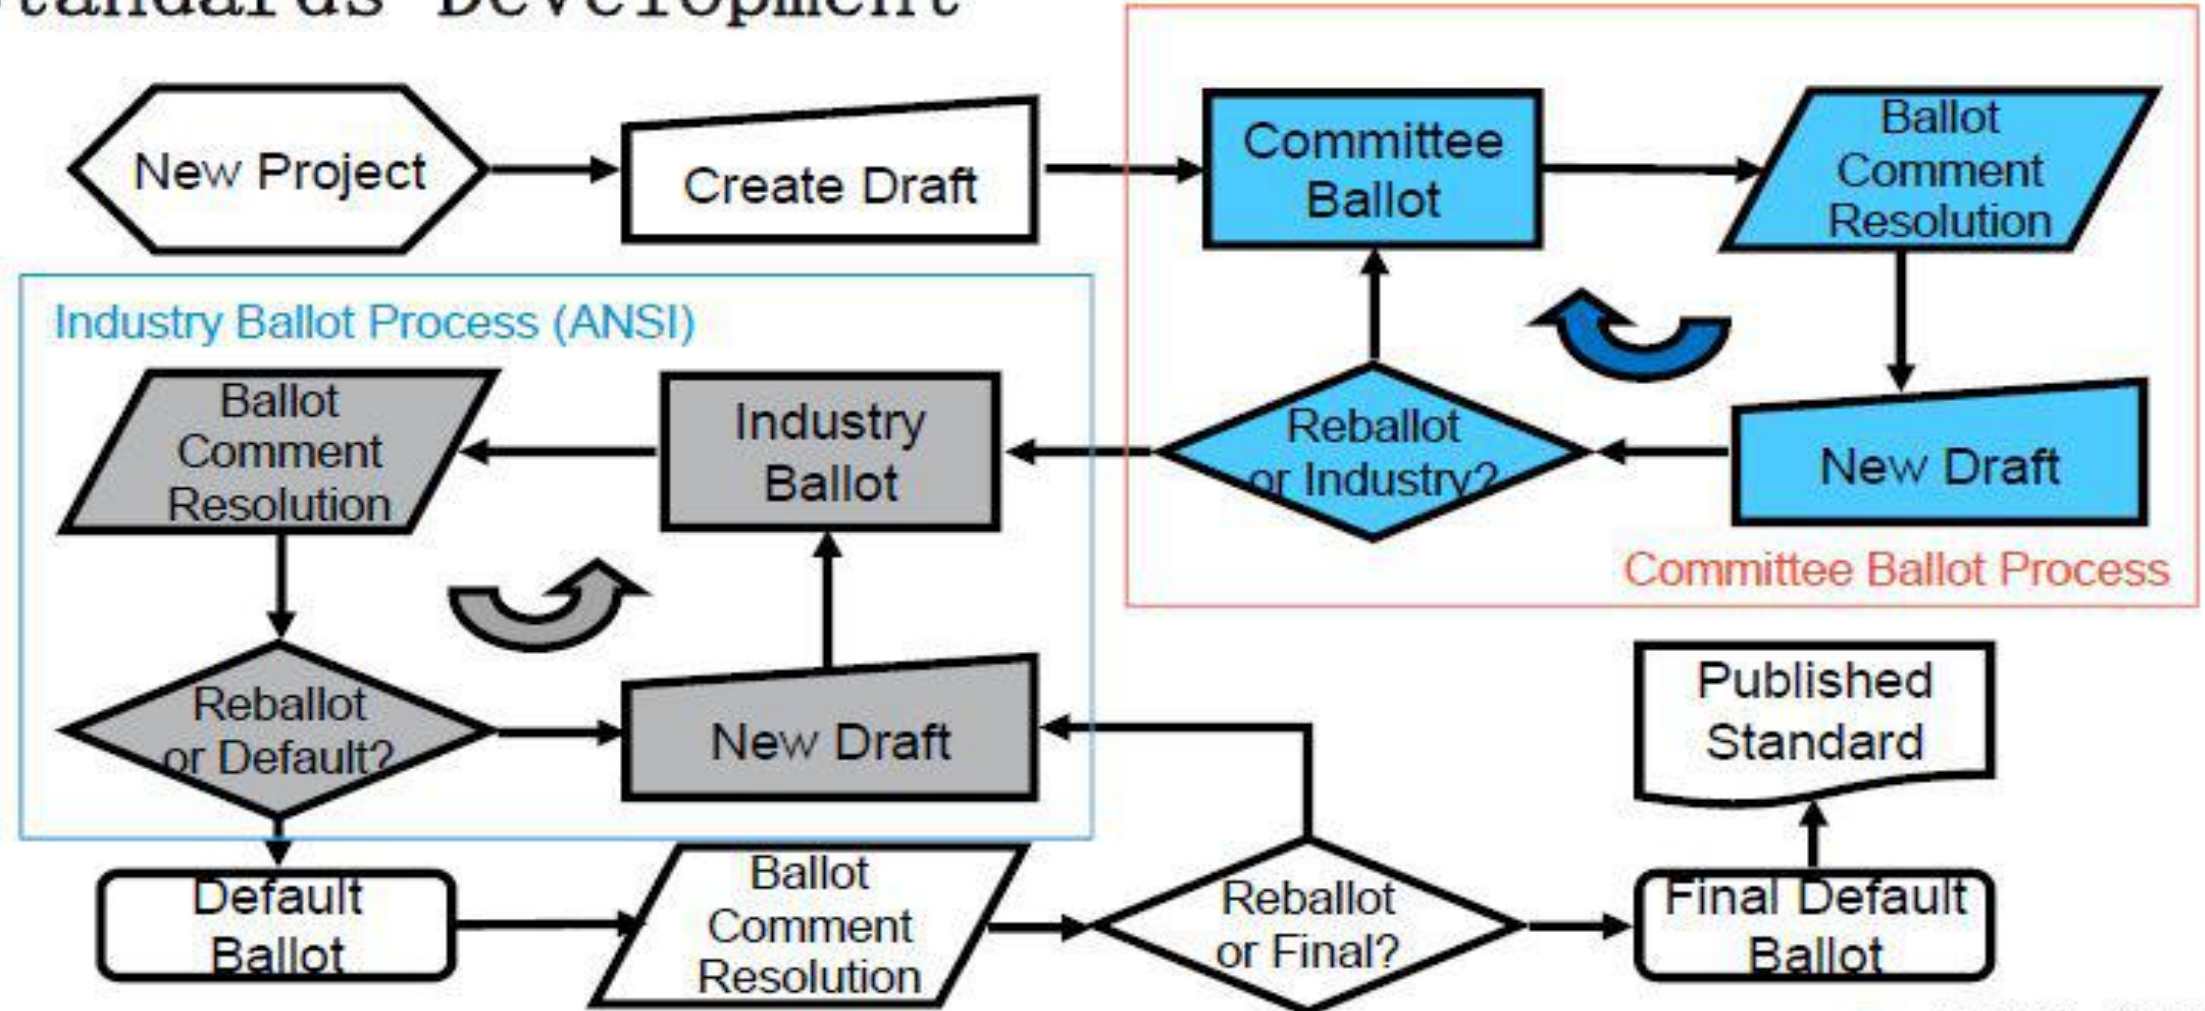 Standards Development
New Project
Create Draft
Committee
Ballot
Ballot
Comment
Resolution
Industry Ballot Process (ANSI)
Ballot
Comment
Resolution
Industry
Ballot
Reballot
or Industry?
New Draft
Committee Ballot Process
Reballot
or Default?
New Draft
Published
Standard
Default
Ballot
Ballot
Comment
Resolution
Reballot
or Final?
Final Default
Ballot